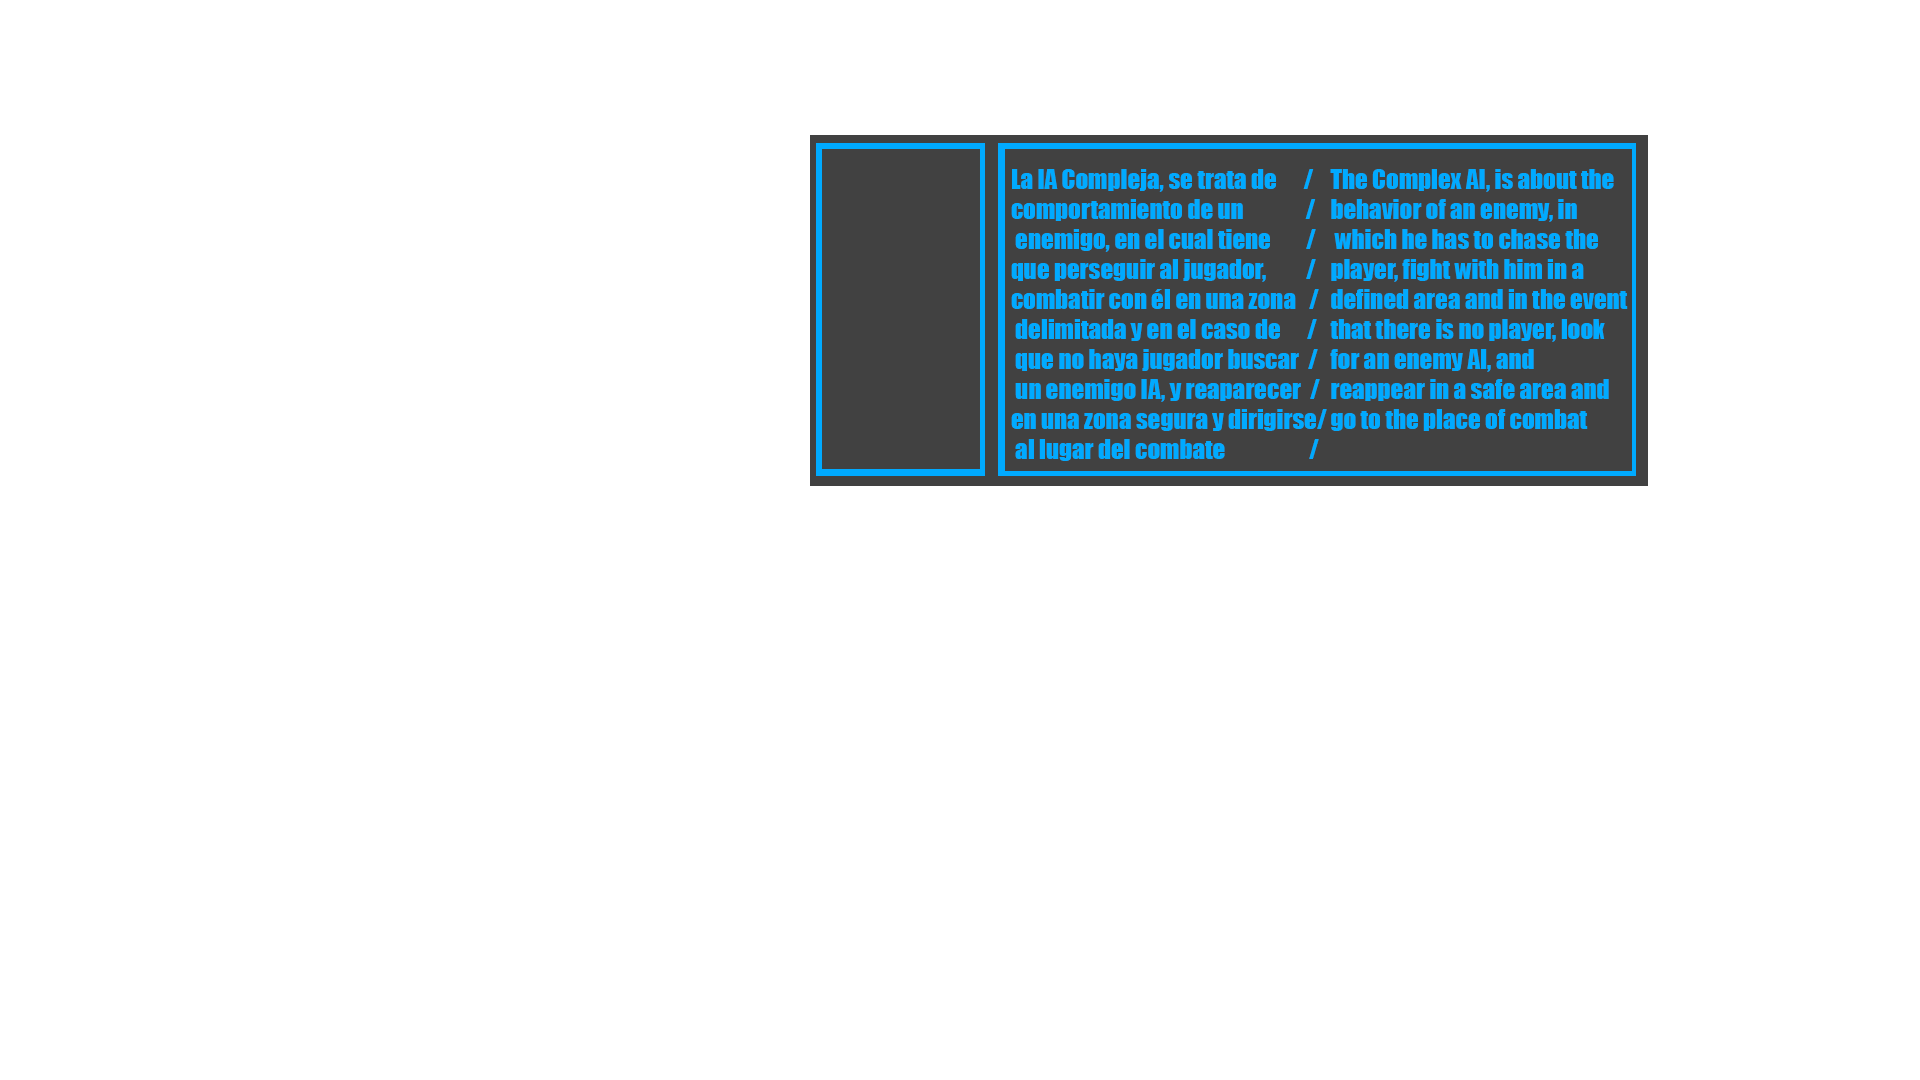 La IA Compleja, se trata de / The Complex AI, is about the
comportamiento de un / behavior of an enemy, in
enemigo, en el cual tiene / which he has to chase the
que perseguir al jugador, / player, fight with him in a
combatir con él en una zona / defined area and in the event
delimitada y en el caso de / that there is no player, look
que no haya jugador buscar / for an enemy AI, and
un enemigo IA, y reaparecer / reappear in a safe area and
en una zona segura y dirigirse/ go to the place of combat
al lugar del combate /